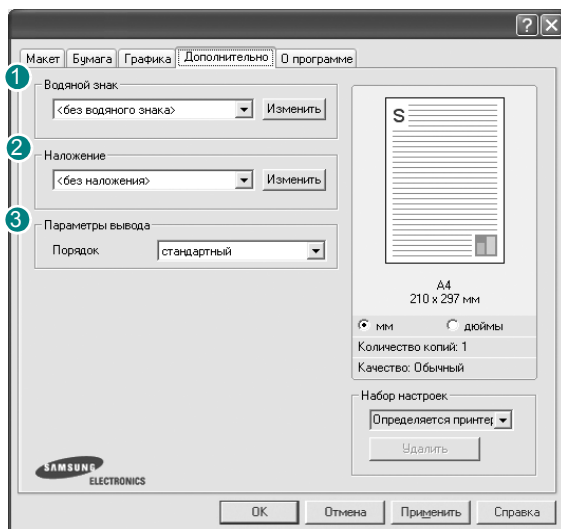 Макет Бумага Графика Дополнительно О программе
1
Водяной знак
<без водяного знака> Изменить
2
Наложение
<без наложения> Изменить
3
Параметры вывода
Порядок стандартный
S
A4
210 x 297 мм
мм дюймы
Количество копий: 1
Качество: Обычный
Набор настроек
Определяется принтер
Удалить
SAMSUNG
ELECTRONICS
OK Отмена Применить Справка